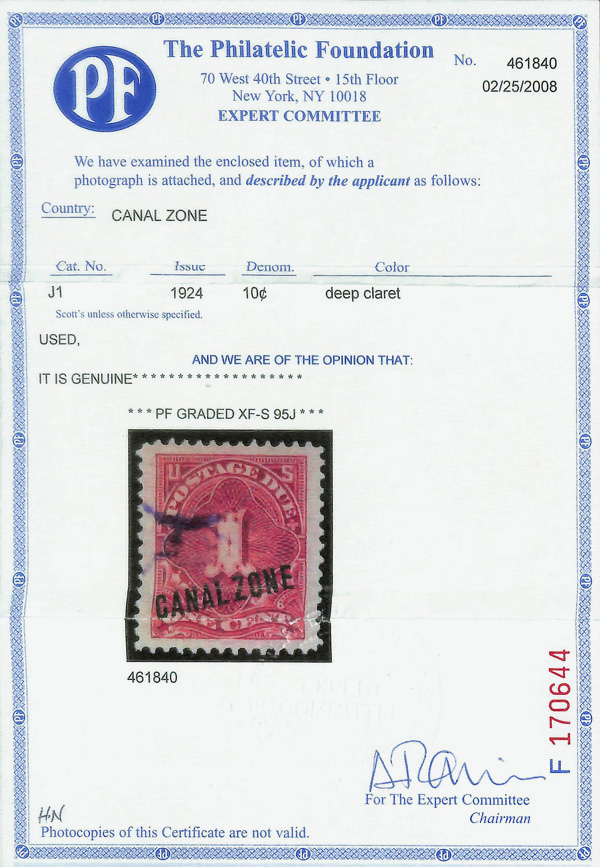 PF
The Philatelic Foundation
70 West 40th Street • 15th Floor
New York, NY 10018
EXPERT COMMITTEE
No. 461840
02/25/2008
We have examined the enclosed item, of which a
photograph is attached, and described by the applicant as follows:
Country: CANAL ZONE
Cat. No. Issue Denom. Color
J1 1924 10¢ deep claret
Scott's unless otherwise specified.
USED,
AND WE ARE OF THE OPINION THAT:
IT IS GENUINE* * * * * * * * * * * * * * * * * * * *
* * * PF GRADED XF-S 95J * * *
U S
POSTAGE DUE
1
CANAL ZONE
ONE CENT
461840
F 170644
For The Expert Committee
Chairman
H.N
Photocopies of this Certificate are not valid.